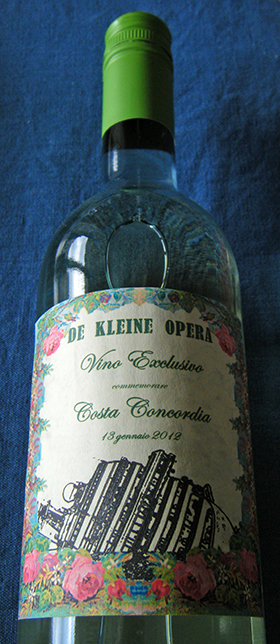 DE KLEINE OPERA
Vino Exclusivo
commemorare
Costa Concordia
13 gennaio 2012